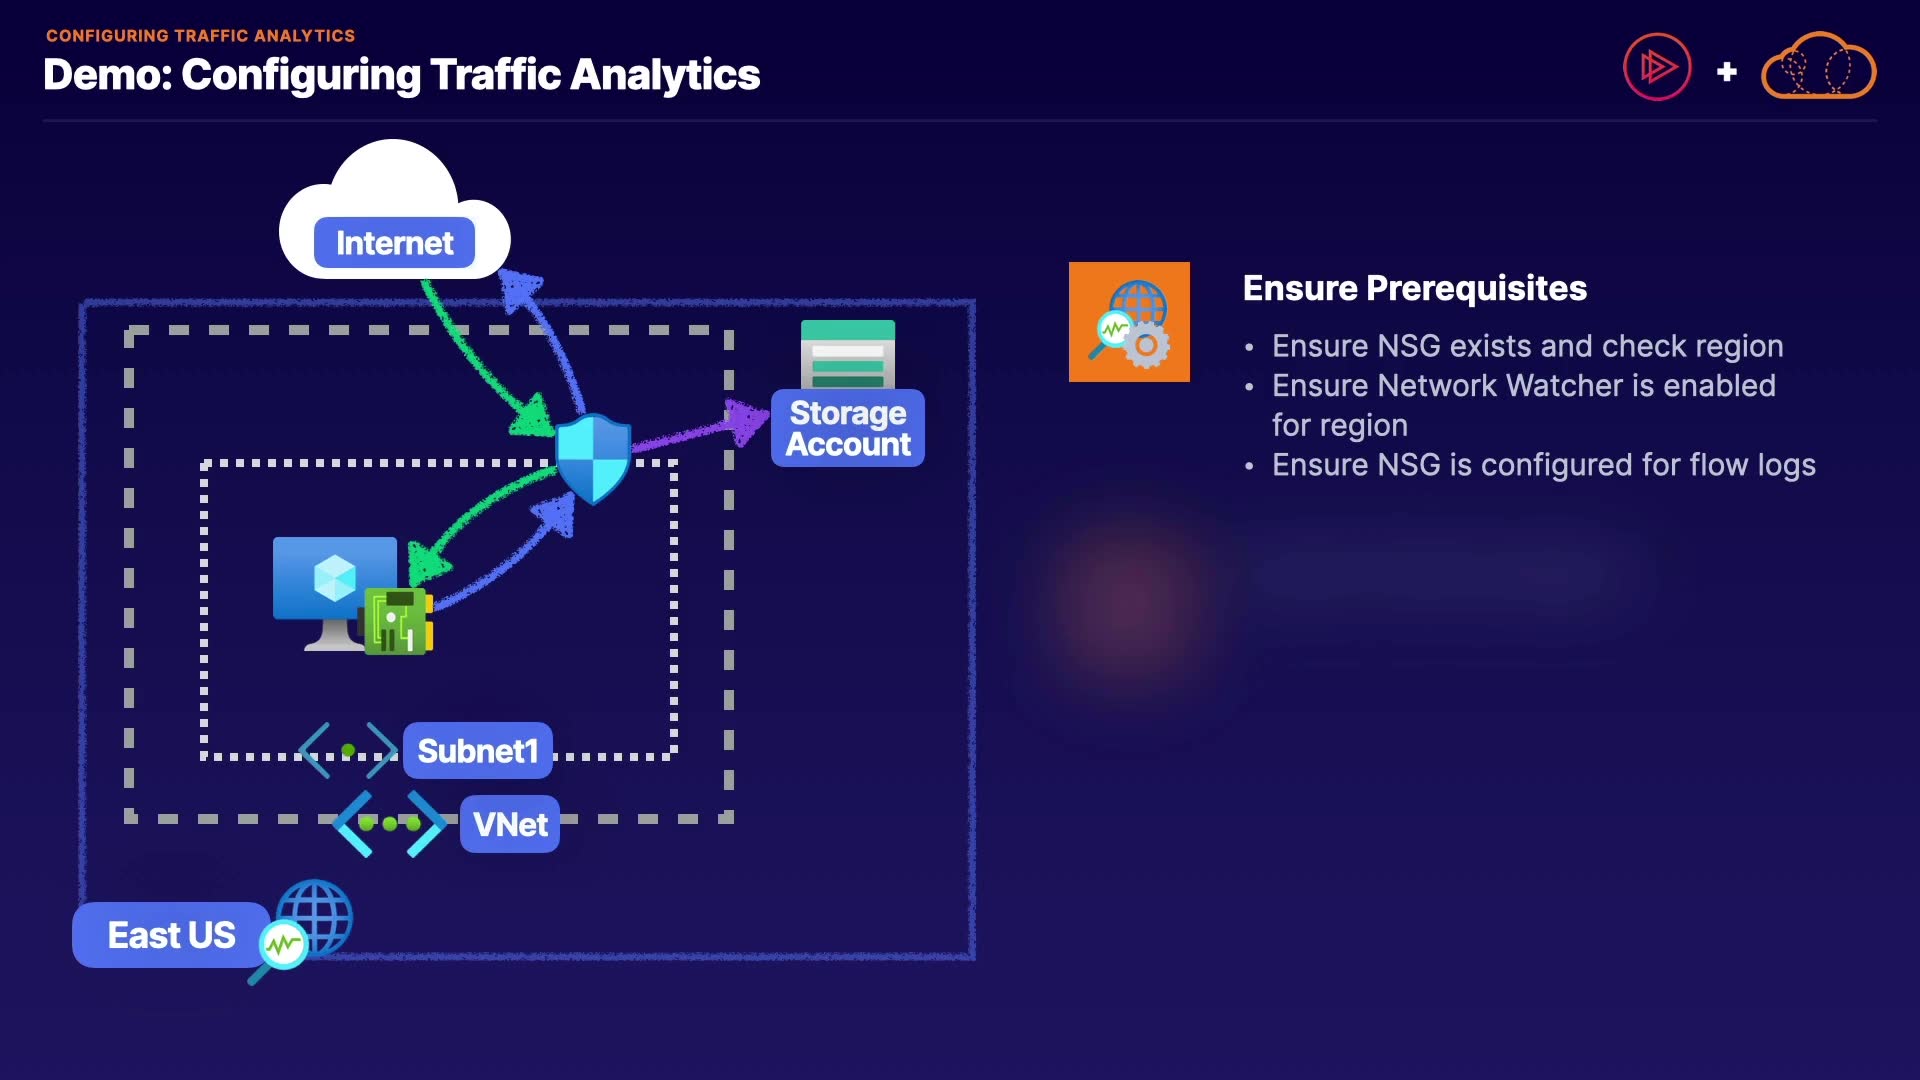 CONFIGURING TRAFFIC ANALYTICS
Demo: Configuring Traffic Analytics
Internet
Storage
Account
Subnet1
VNet
East US
Ensure Prerequisites
• Ensure NSG exists and check region
• Ensure Network Watcher is enabled
for region
• Ensure NSG is configured for flow logs